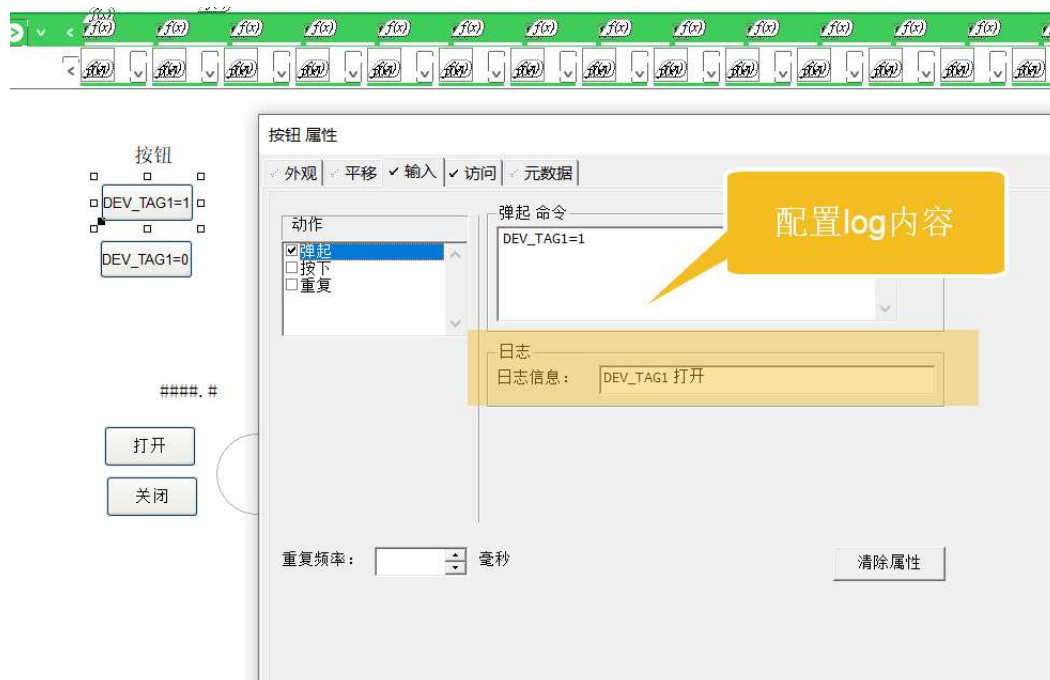 f(x) f(x) f(x) f(x) f(x) f(x) f(x) f(x) f(x) f(x) f(x) f(x) f(x)
按钮 属性
按钮
外观 平移 输入 访问 元数据
配置log内容
动作
弹起 命令
DEV_TAG1=1
DEV_TAG1=1
弹起
按下
重复
DEV_TAG1=0
日志
日志信息： DEV_TAG1 打开
####.#
打开
关闭
重复频率： 毫秒
清除属性